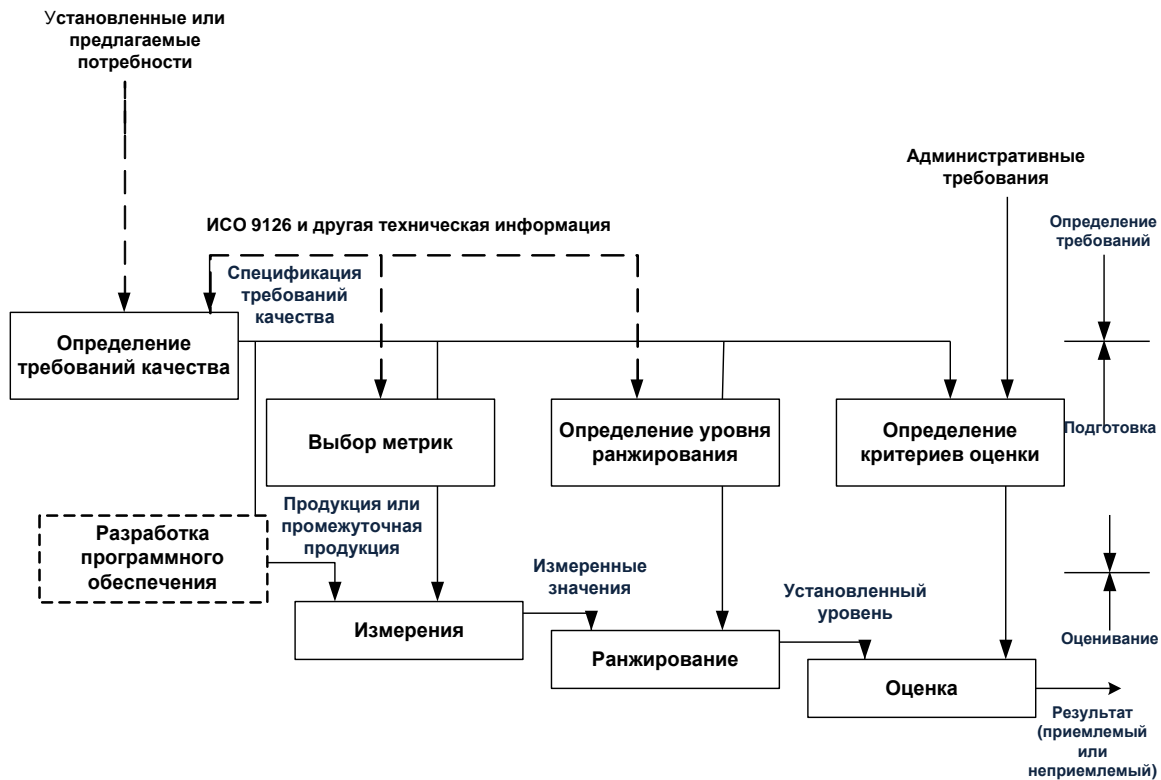 Установленные или
предлагаемые
потребности
Административные
требования
ИСО 9126 и другая техническая информация
Определение
требований
Спецификация
требований
качества
Определение
требований качества
Выбор метрик
Определение уровня
ранжирования
Определение
критериев оценки
Подготовка
Продукция или
промежуточная
продукция
Разработка
программного
обеспечения
Измеренные
значения
Установленный
уровень
Измерения
Ранжирование
Оценивание
Оценка
Результат
(приемлемый
или
неприемлемый)